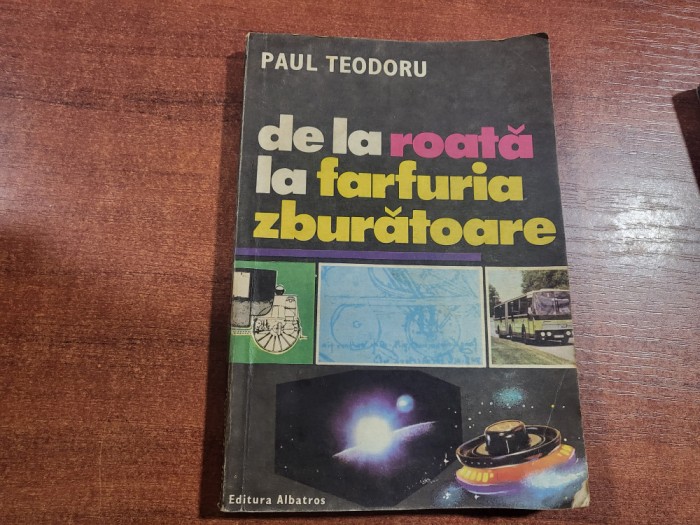 PAUL TEODORU
de la roată
la farfuria
zburătoare
Editura Albatros